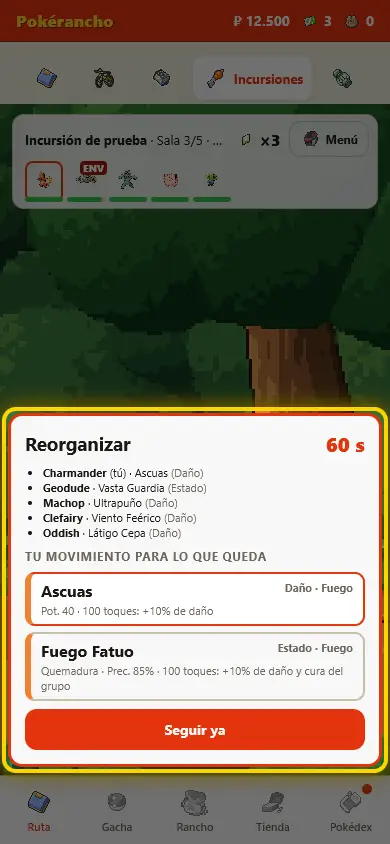 Pokérancho
₽ 12.500
3
0
Incursiones
Incursión de prueba · Sala 3/5 · ...
x3
Menú
ENV
Reorganizar
60 s
• Charmander (tú) · Ascuas (Daño)
• Geodude · Vasta Guardia (Estado)
• Machop · Ultrapuño (Daño)
• Clefairy · Viento Feérico (Daño)
• Oddish · Látigo Cepa (Daño)
TU MOVIMIENTO PARA LO QUE QUEDA
Ascuas
Daño · Fuego
Pot. 40 · 100 toques: +10% de daño
Fuego Fatuo
Estado · Fuego
Quemadura · Prec. 85% · 100 toques: +10% de daño y cura del
grupo
Seguir ya
Ruta
Gacha
Rancho
Tienda
Pokédex